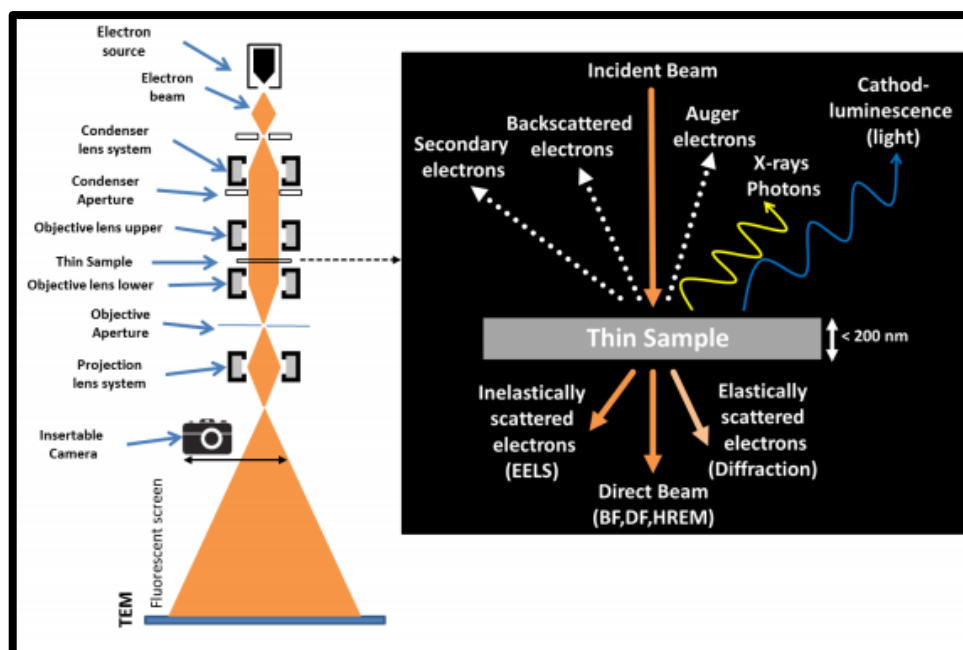 Electron
source
Electron
beam
Condenser
lens system
Condenser
Aperture
Objective lens upper
Thin Sample
Objective lens lower
Objective
Aperture
Projection
lens system
Insertable
Camera
Fluorescent screen
TEM
Incident Beam
Cathod-
luminescence
(light)
Auger
electrons
Backscattered
electrons
Secondary
electrons
X-rays
Photons
Thin Sample
< 200 nm
Inelastically
scattered
electrons
(EELS)
Elastically
scattered
electrons
(Diffraction)
Direct Beam
(BF,DF,HREM)